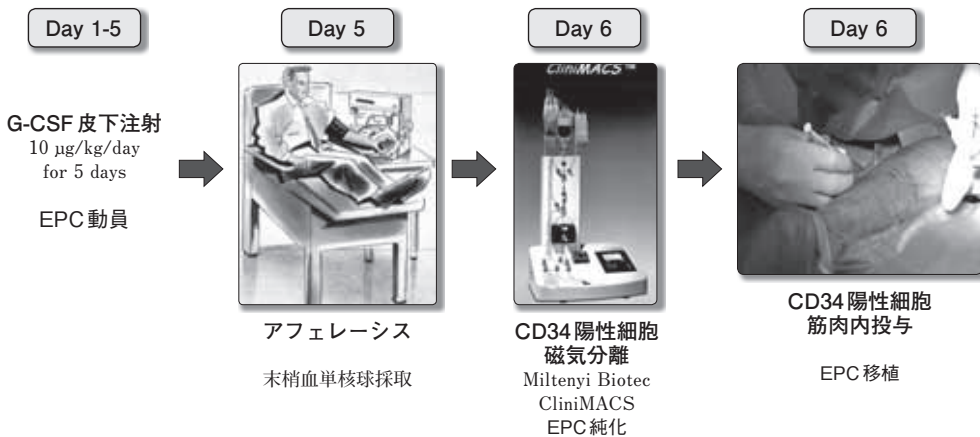 Day 1-5
G-CSF 皮下注射
10 µg/kg/day
for 5 days
EPC 動員
Day 5
アフェレーシス
末梢血単核球採取
Day 6
CliniMACS™
CD34 陽性細胞
磁気分離
Miltenyi Biotec
CliniMACS
EPC 純化
Day 6
CD34 陽性細胞
筋肉内投与
EPC 移植